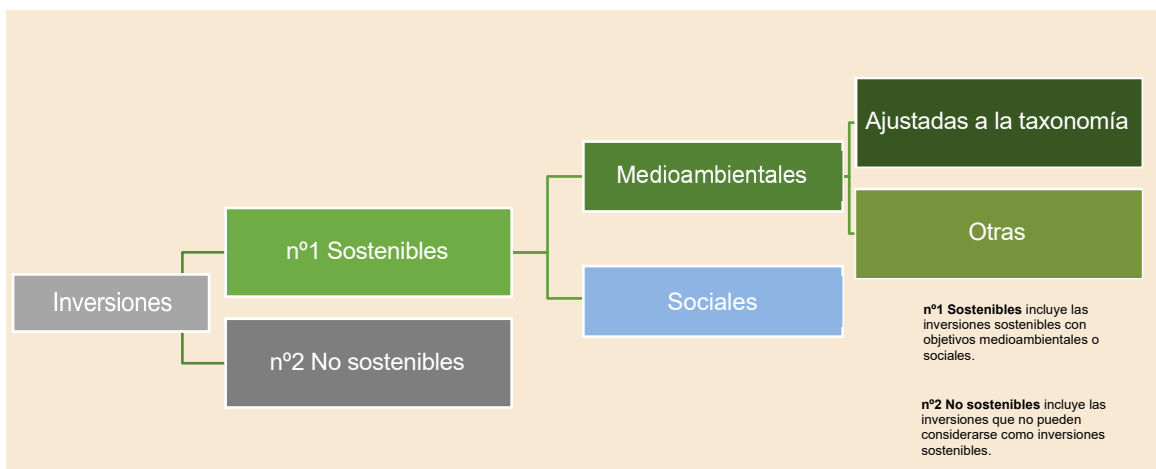 Inversiones
nº1 Sostenibles
nº2 No sostenibles
Medioambientales
Sociales
Ajustadas a la taxonomía
Otras
nº1 Sostenibles incluye las
inversiones sostenibles con
objetivos medioambientales o
sociales.
nº2 No sostenibles incluye las
inversiones que no pueden
considerarse como inversiones
sostenibles.